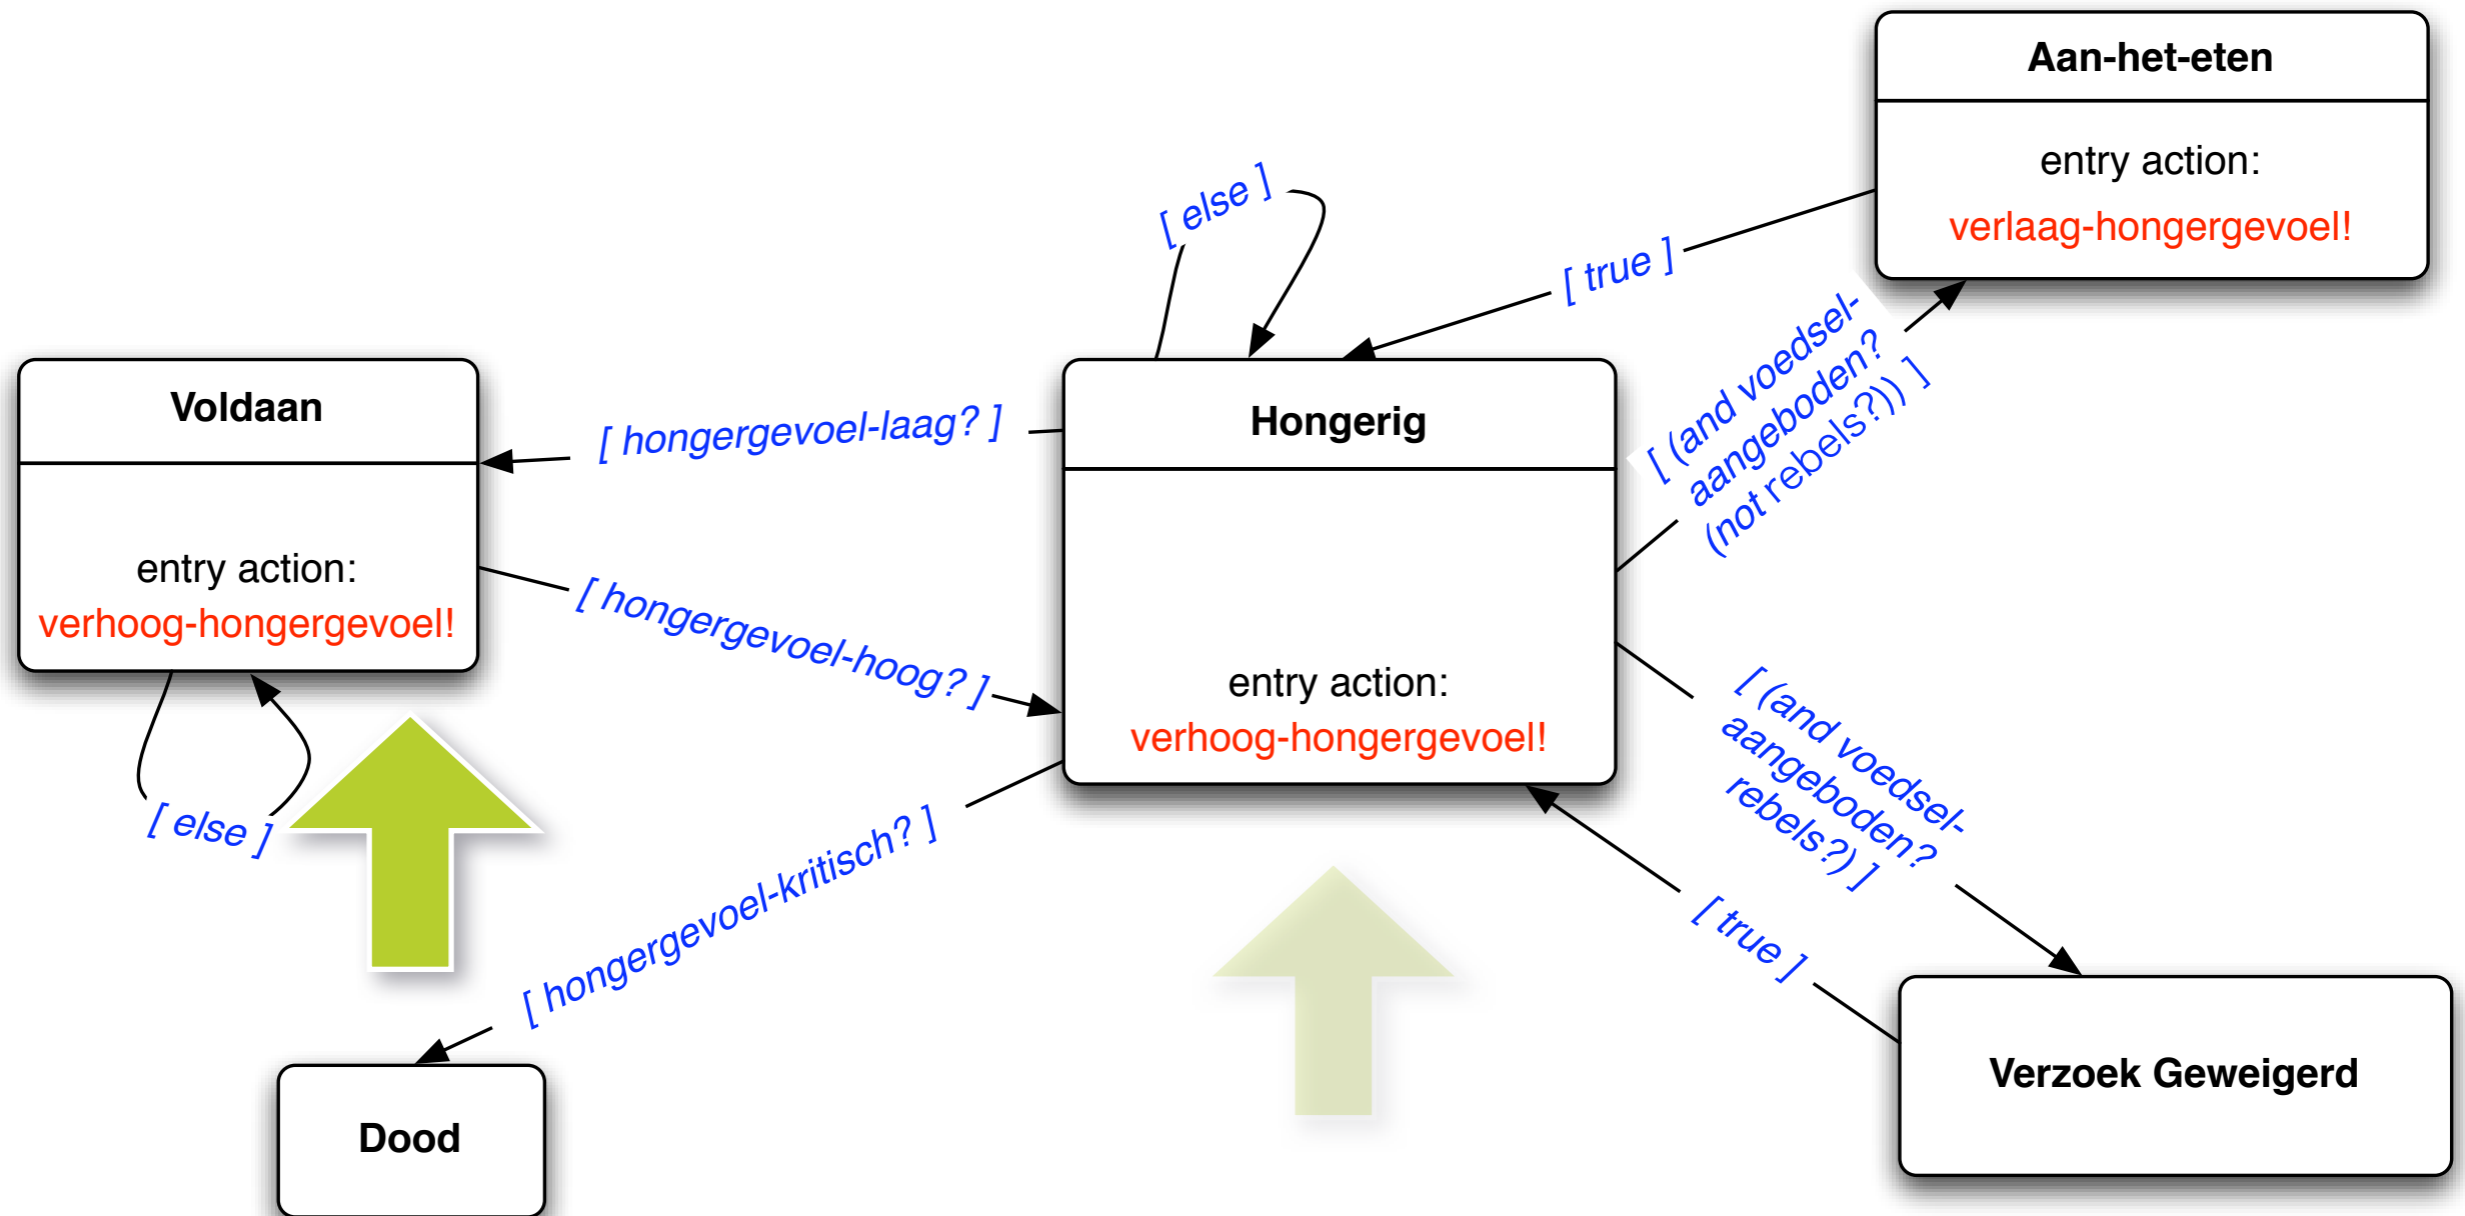 Aan-het-eten
entry action:
verlaag-hongergevoel!
[ else ]
[ true ]
[ (and voedsel-
aangeboden?
(not rebels?)) ]
Voldaan
entry action:
verhoog-hongergevoel!
[ hongergevoel-laag? ]
Hongerig
entry action:
verhoog-hongergevoel!
[ hongergevoel-hoog? ]
[ else ]
[ hongergevoel-kritisch? ]
[ (and voedsel-
aangeboden?
rebels?) ]
[ true ]
Dood
Verzoek Geweigerd